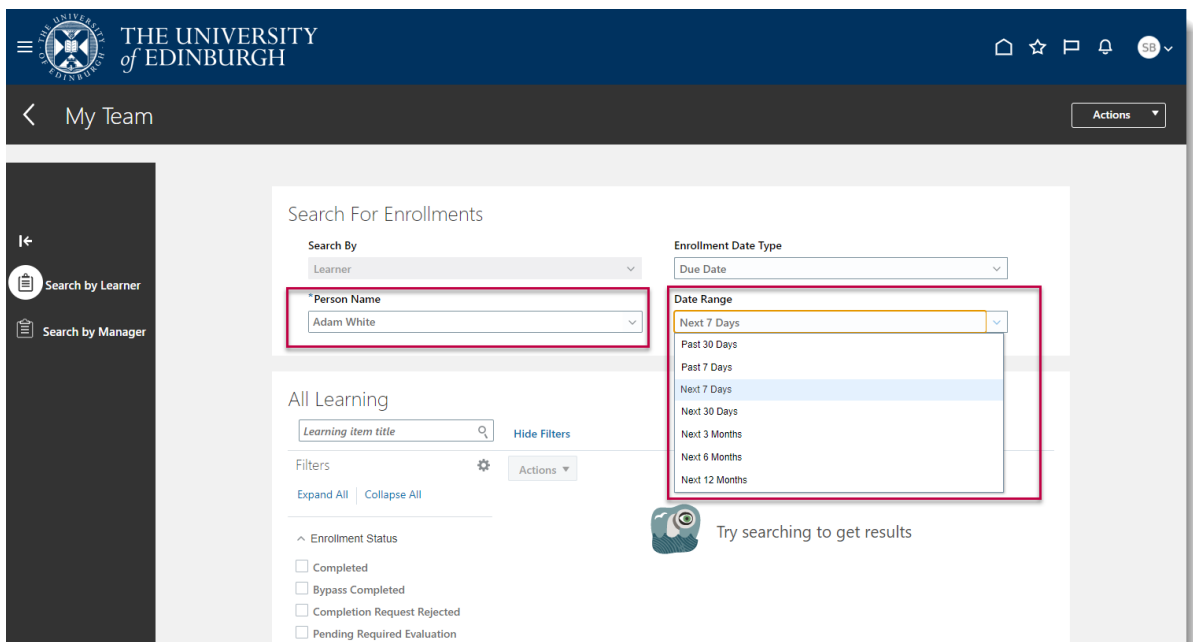 THE UNIVERSITY
of EDINBURGH
SB
My Team
Actions
Search by Learner
Search by Manager
Search For Enrollments
Search By
Learner
Enrollment Date Type
Due Date
*Person Name
Adam White
Date Range
Next 7 Days
Past 30 Days
Past 7 Days
Next 7 Days
Next 30 Days
Next 3 Months
Next 6 Months
Next 12 Months
All Learning
Learning item title
Hide Filters
Filters
Actions
Expand All
Collapse All
Try searching to get results
Enrollment Status
Completed
Bypass Completed
Completion Request Rejected
Pending Required Evaluation